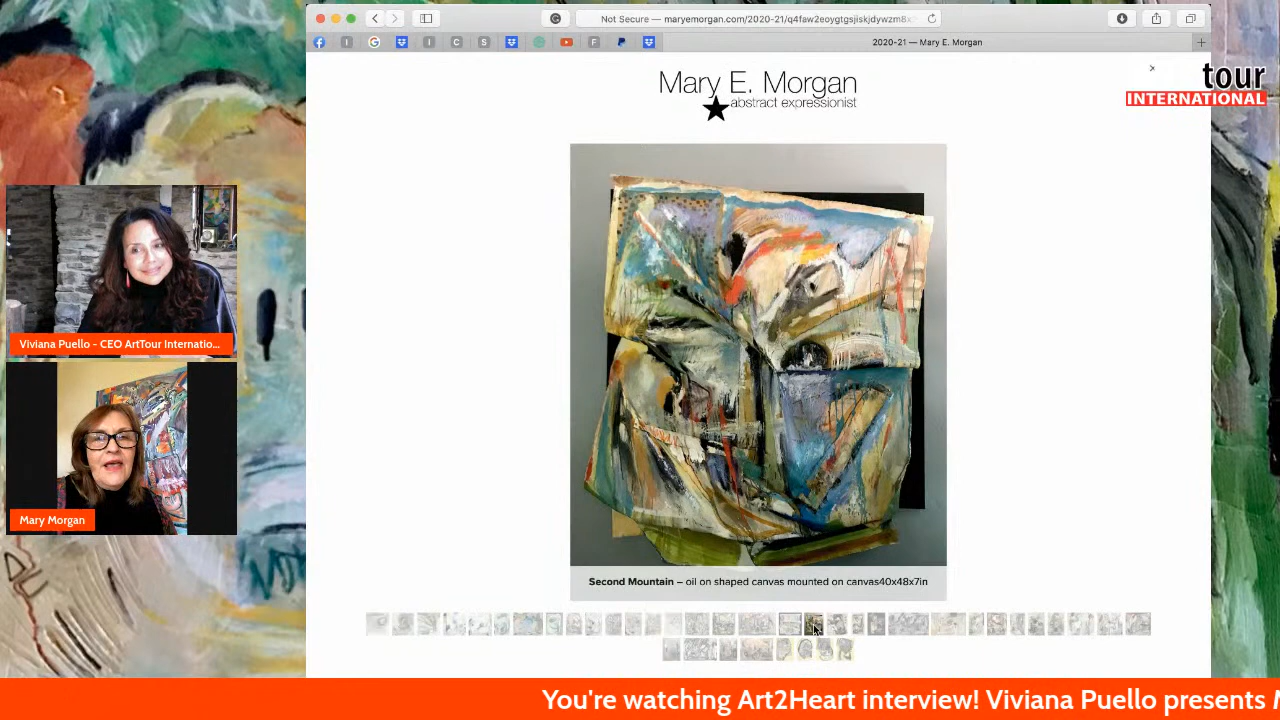 Not Secure — maryemorgan.com/2020-21/q4faw2eoygtgsjiskjdywzm8x
2020-21 — Mary E. Morgan
Mary E. Morgan
abstract expressionist
tour
INTERNATIONAL
Viviana Puello - CEO ArtTour Internatio...
Mary Morgan
Second Mountain – oil on shaped canvas mounted on canvas40x48x7in
You're watching Art2Heart interview! Viviana Puello presents